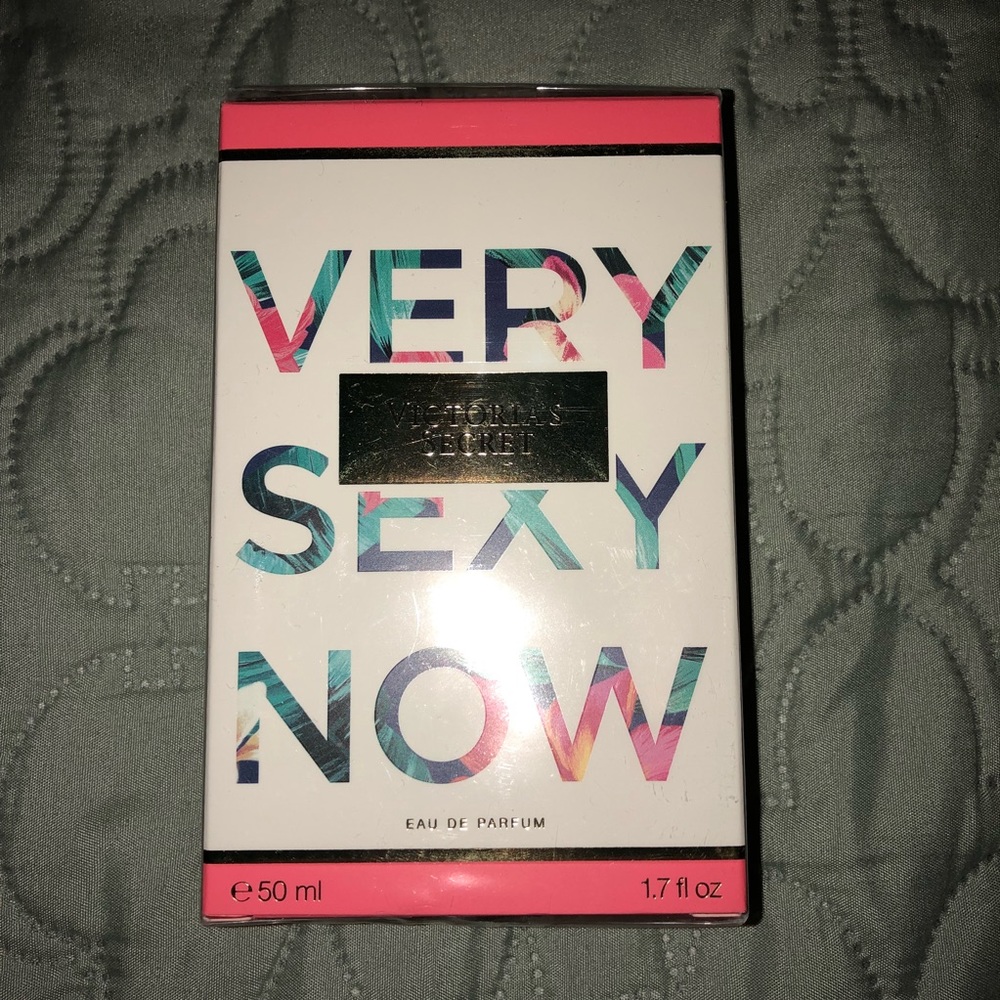 VERY
VICTORIA'S
SECRET
SEXY
NOW
EAU DE PARFUM
℮ 50 ml 1.7 fl oz